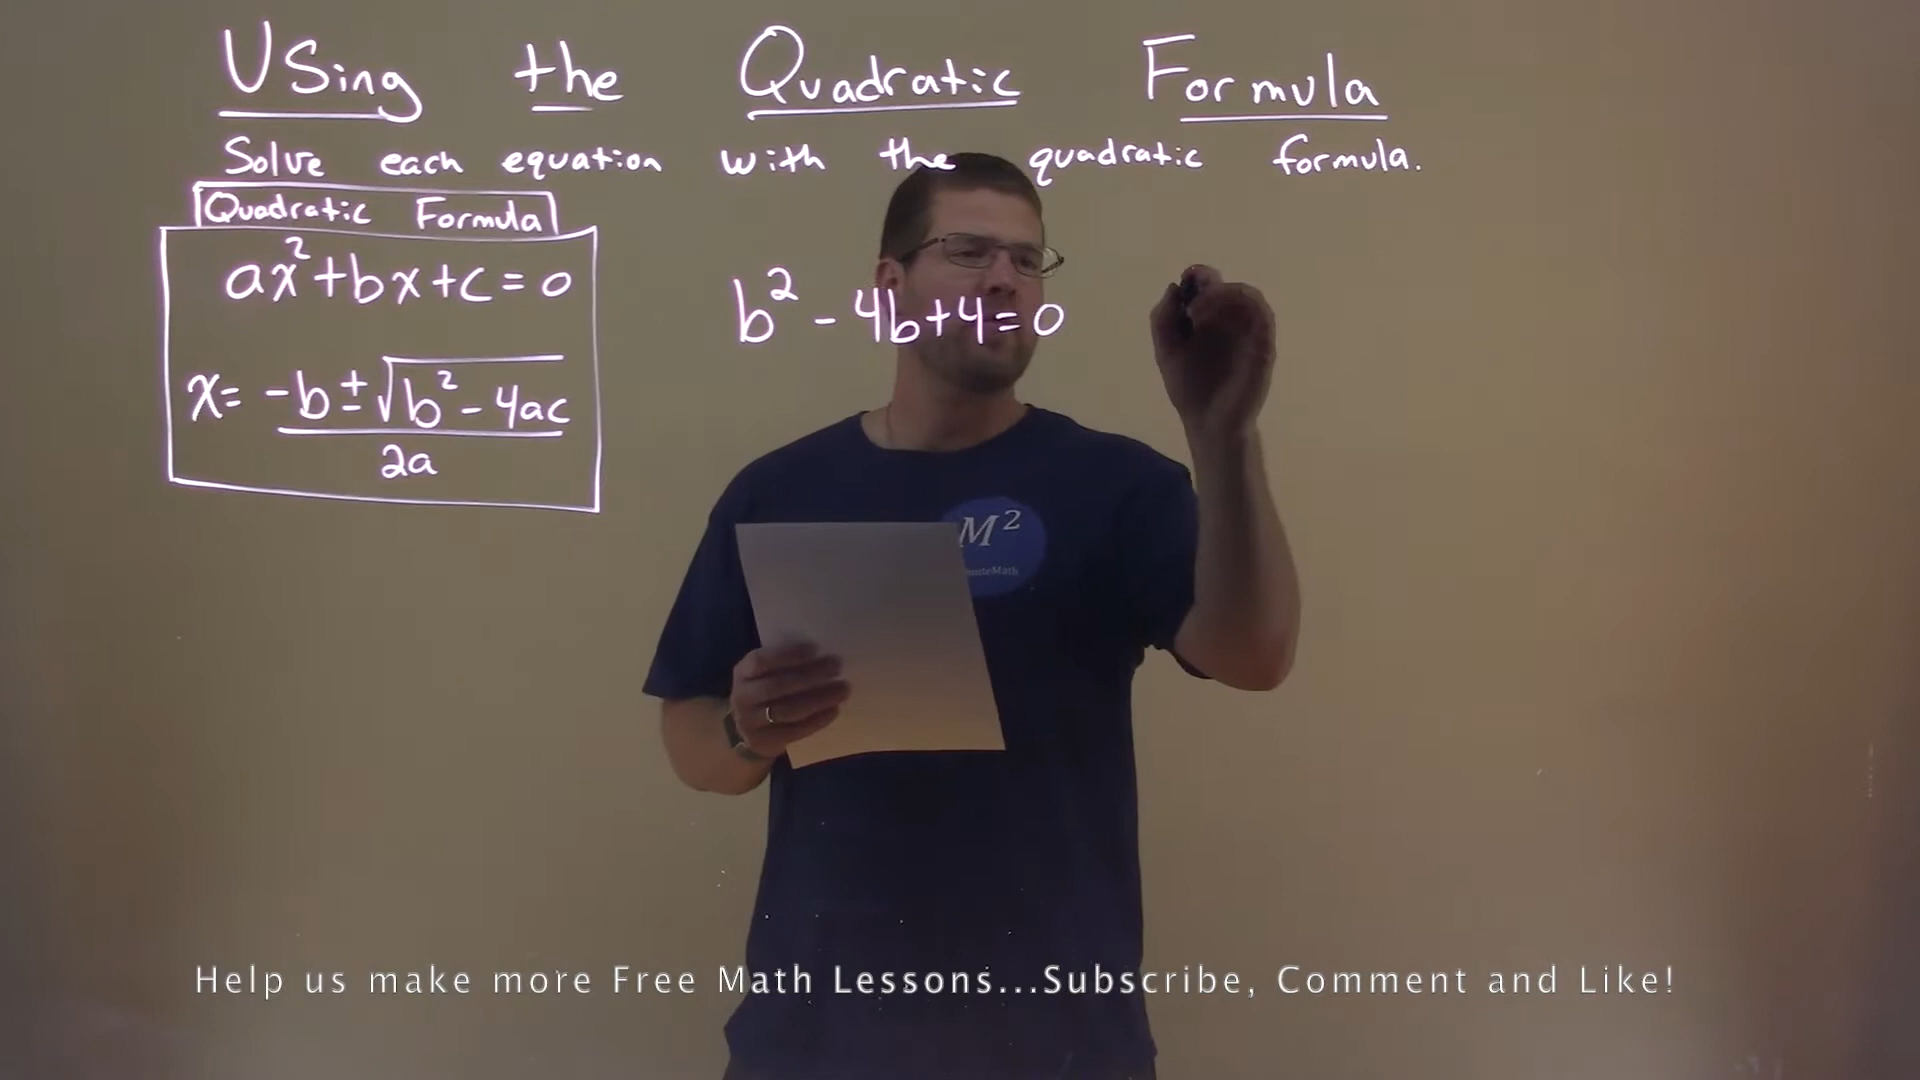 Using the Quadratic Formula
Solve each equation with the quadratic formula.
Quadratic Formula
ax²+bx+c=0
x= -b±√b²-4ac
2a
b²-4b+4=0
M²
Help us make more Free Math Lessons...Subscribe, Comment and Like!